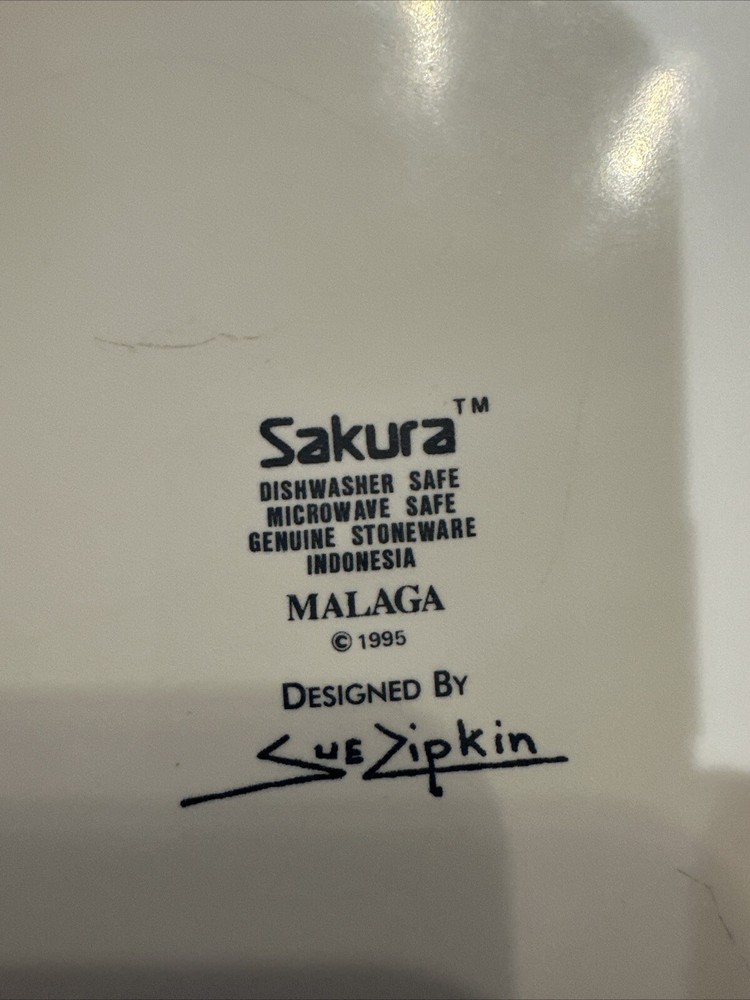 Sakura™
DISHWASHER SAFE
MICROWAVE SAFE
GENUINE STONEWARE
INDONESIA
MALAGA
© 1995
DESIGNED BY
SUE Zipkin